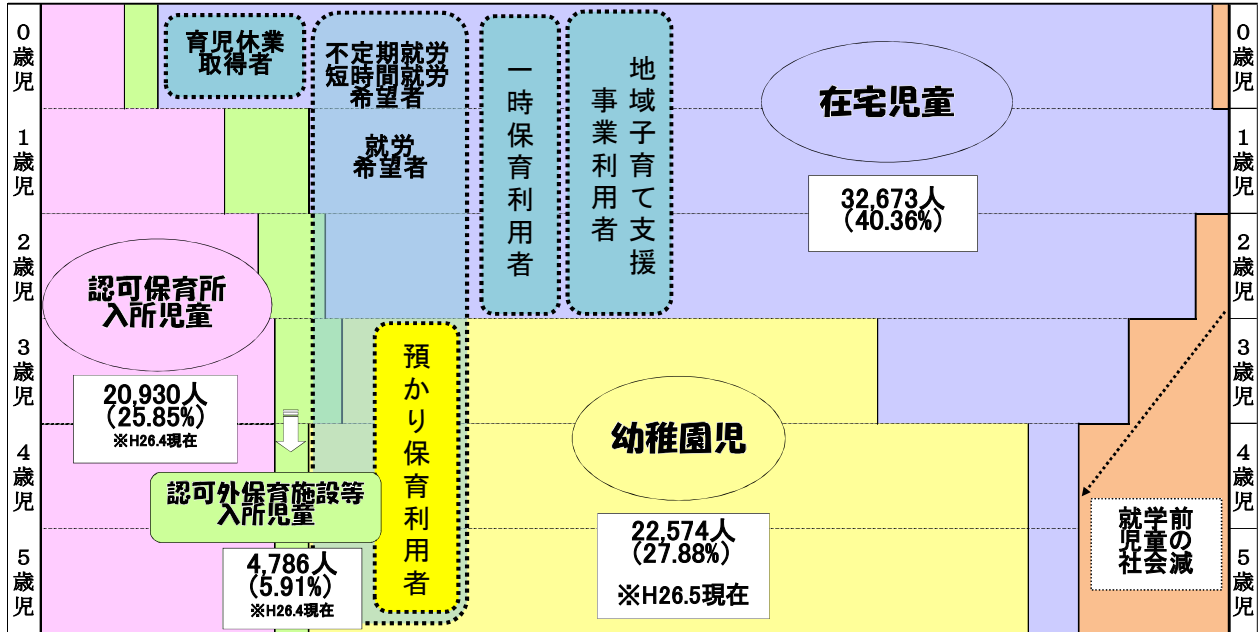 0歳児
1歳児
2歳児
3歳児
4歳児
5歳児
育児休業
取得者
不定期就労
短時間就労
希望者
就労
希望者
一時保育利用者
地域子育て支援
事業利用者
在宅児童
32,673人
(40.36%)
認可保育所
入所児童
20,930人
(25.85%)
※H26.4現在
預かり保育利用者
幼稚園児
22,574人
(27.88%)
※H26.5現在
認可外保育施設等
入所児童
4,786人
(5.91%)
※H26.4現在
就学前
児童の
社会減
0歳児
1歳児
2歳児
3歳児
4歳児
5歳児